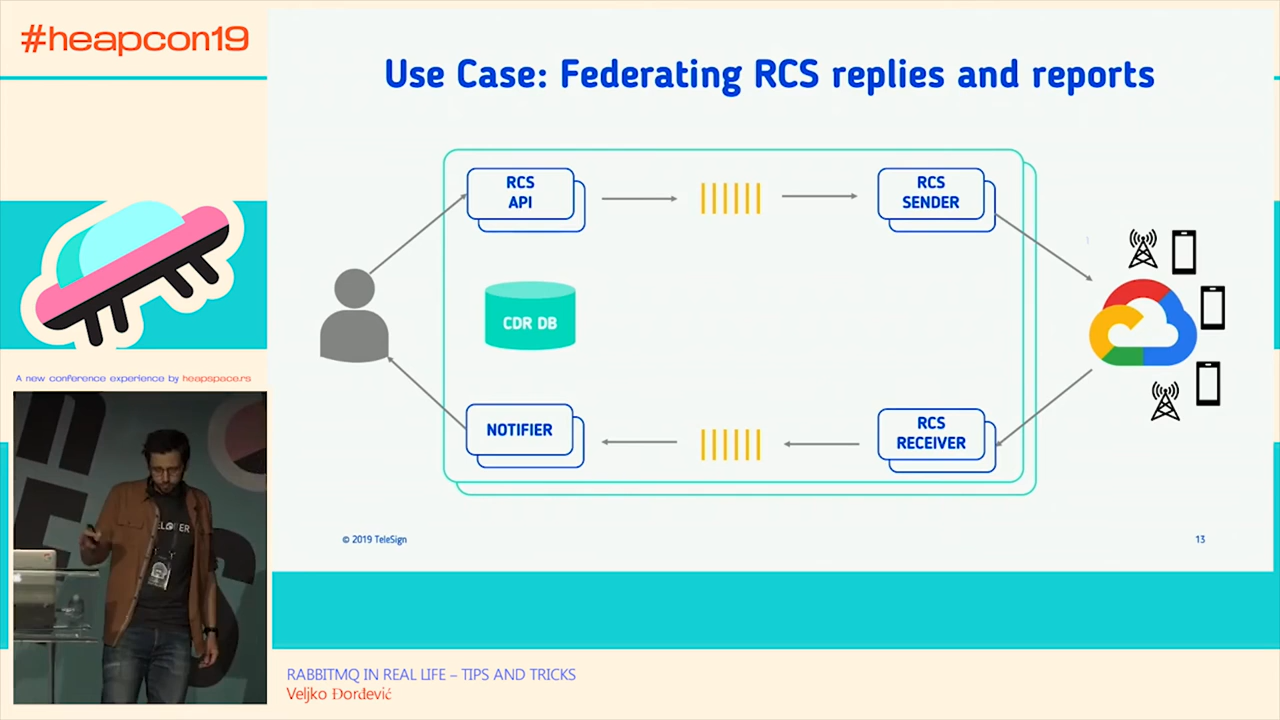 #heapcon19
Use Case: Federating RCS replies and reports
RCS
API
RCS
SENDER
CDR DB
NOTIFIER
RCS
RECEIVER
© 2019 TeleSign
13
A new conference experience by heapspace.rs
RABBITMQ IN REAL LIFE – TIPS AND TRICKS
Veljko Đorđević